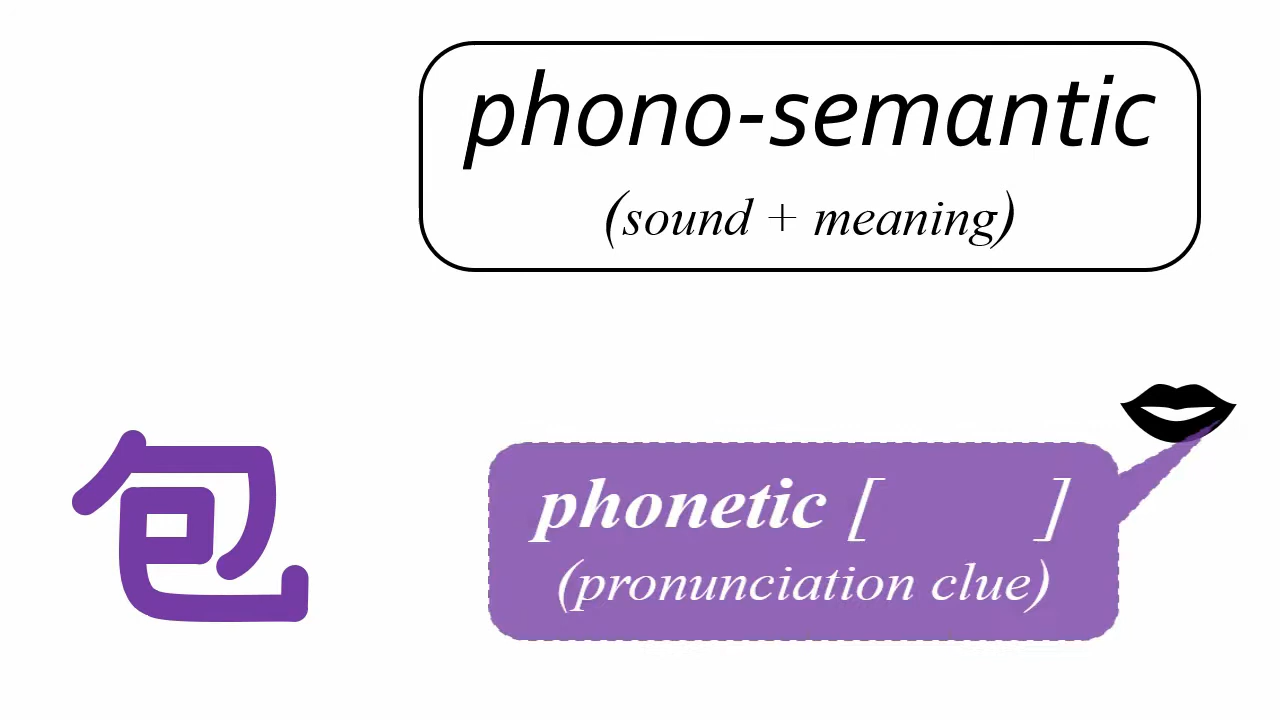 phono-semantic
(sound + meaning)
包
phonetic [ ]
(pronunciation clue)